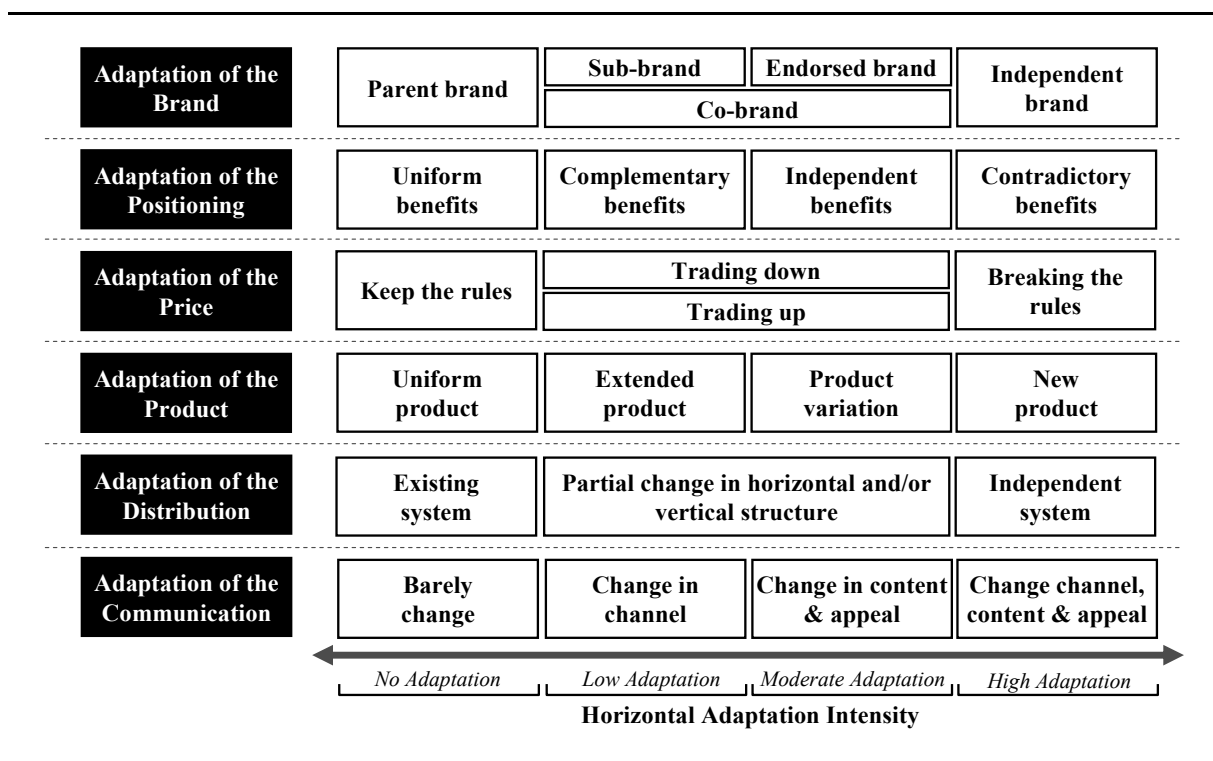 Adaptation of the
Brand
Parent brand
Sub-brand
Endorsed brand
Co-brand
Independent
brand
Adaptation of the
Positioning
Uniform
benefits
Complementary
benefits
Independent
benefits
Contradictory
benefits
Adaptation of the
Price
Keep the rules
Trading down
Trading up
Breaking the
rules
Adaptation of the
Product
Uniform
product
Extended
product
Product
variation
New
product
Adaptation of the
Distribution
Existing
system
Partial change in horizontal and/or
vertical structure
Independent
system
Adaptation of the
Communication
Barely
change
Change in
channel
Change in content
& appeal
Change channel,
content & appeal
No Adaptation
Low Adaptation
Moderate Adaptation
High Adaptation
Horizontal Adaptation Intensity